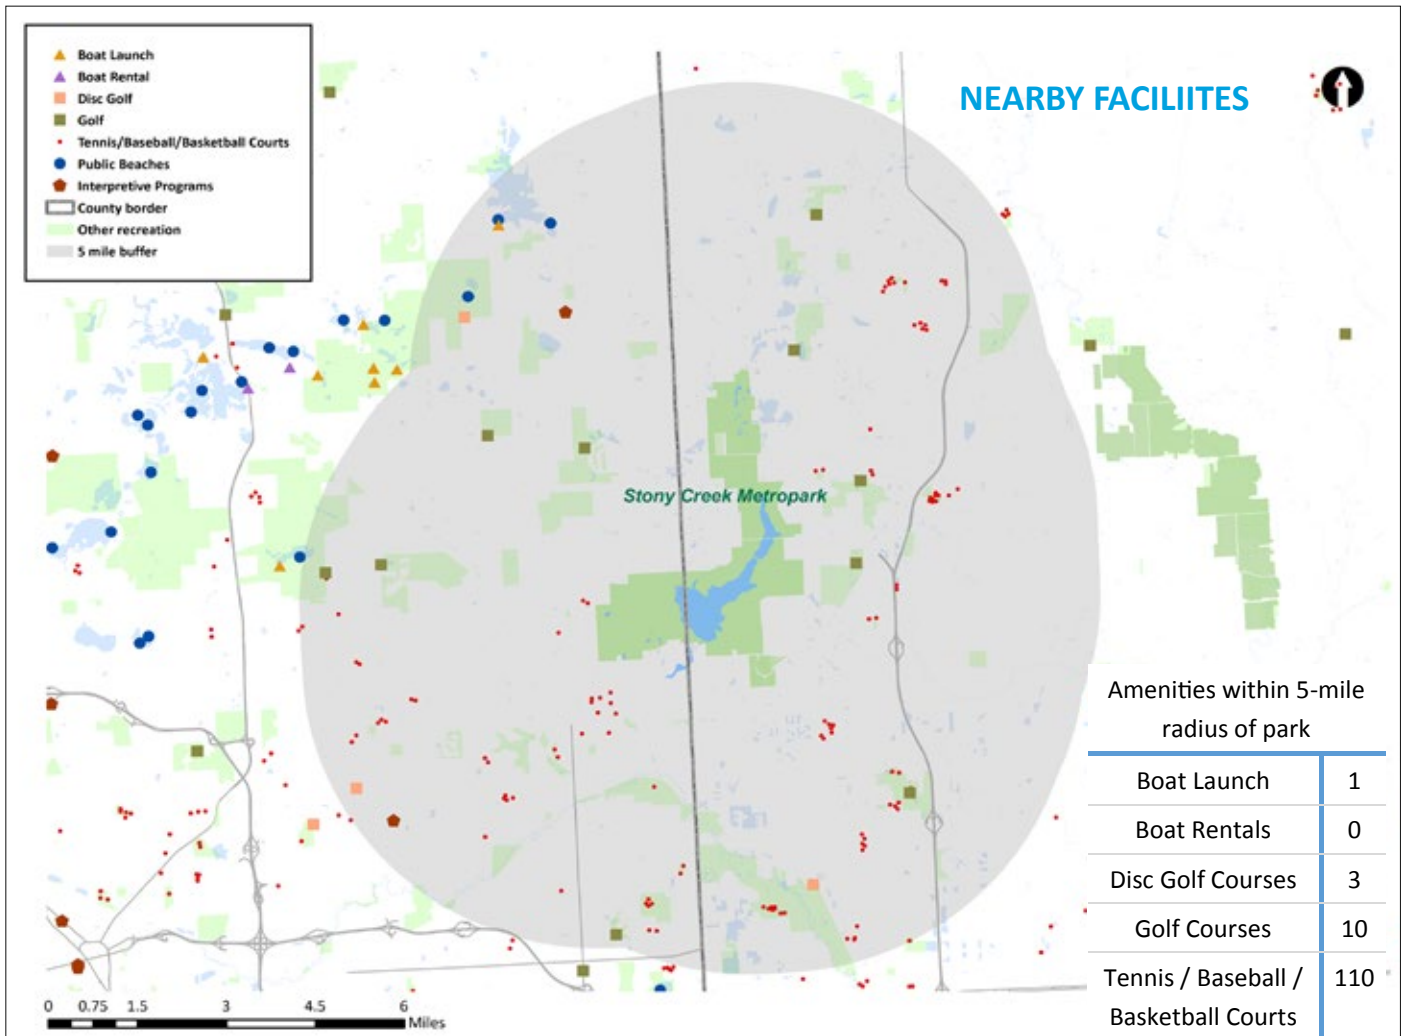 Boat Launch
Boat Rental
Disc Golf
Golf
Tennis/Baseball/Basketball Courts
Public Beaches
Interpretive Programs
County border
Other recreation
5 mile buffer
NEARBY FACILIITES
Stony Creek Metropark
Amenities within 5-mile
radius of park
Boat Launch 1
Boat Rentals 0
Disc Golf Courses 3
Golf Courses 10
Tennis / Baseball / 110
Basketball Courts
0 0.75 1.5 3 4.5 6
Miles